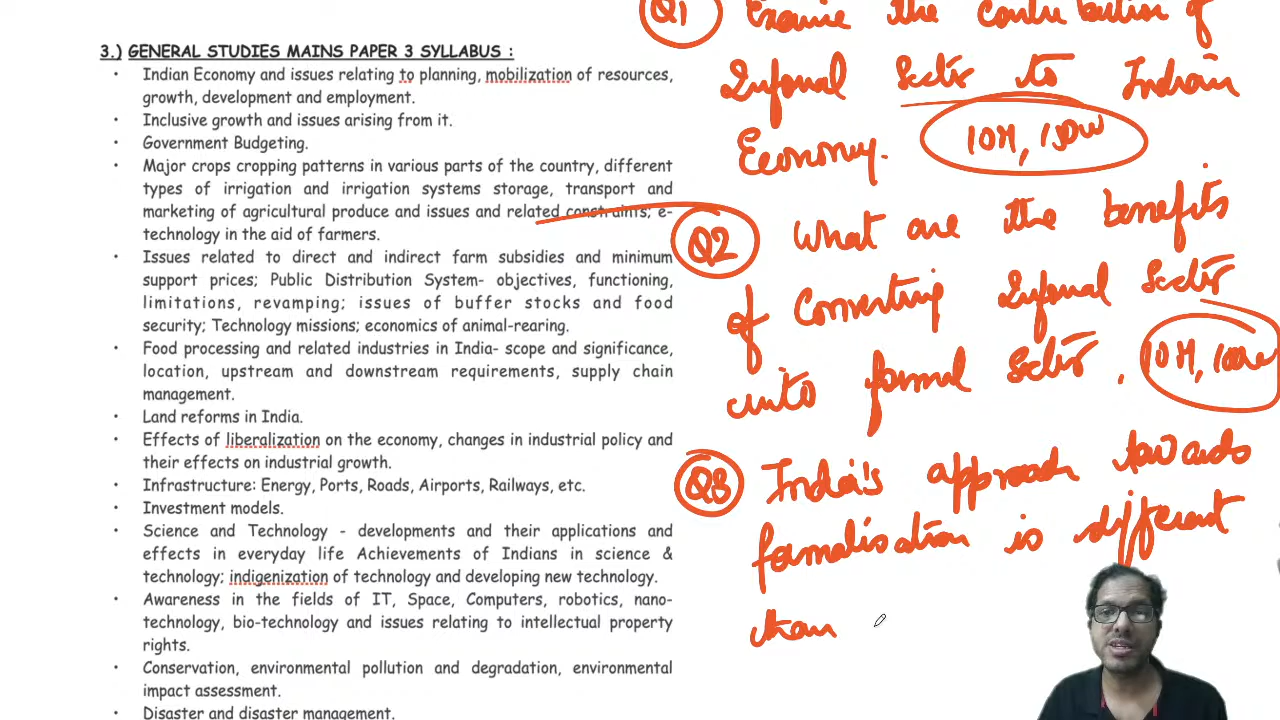 3.) GENERAL STUDIES MAINS PAPER 3 SYLLABUS :
• Indian Economy and issues relating to planning, mobilization of resources,
growth, development and employment.
• Inclusive growth and issues arising from it.
• Government Budgeting.
• Major crops cropping patterns in various parts of the country, different
types of irrigation and irrigation systems storage, transport and
marketing of agricultural produce and issues and related constraints; e-
technology in the aid of farmers.
• Issues related to direct and indirect farm subsidies and minimum
support prices; Public Distribution System- objectives, functioning,
limitations, revamping; issues of buffer stocks and food
security; Technology missions; economics of animal-rearing.
• Food processing and related industries in India- scope and significance,
location, upstream and downstream requirements, supply chain
management.
• Land reforms in India.
• Effects of liberalization on the economy, changes in industrial policy and
their effects on industrial growth.
• Infrastructure: Energy, Ports, Roads, Airports, Railways, etc.
• Investment models.
• Science and Technology - developments and their applications and
effects in everyday life Achievements of Indians in science &
technology; indigenization of technology and developing new technology.
• Awareness in the fields of IT, Space, Computers, robotics, nano-
technology, bio-technology and issues relating to intellectual property
rights.
• Conservation, environmental pollution and degradation, environmental
impact assessment.
• Disaster and disaster management.
Q1 Examine the contribution of
Informal Sector to Indian
Economy. 10M, 150W
Q2 What are the benefits
of Converting Informal Sector
into formal Sector. 10M,
Q3 India's approach towards
formalisation is different
than